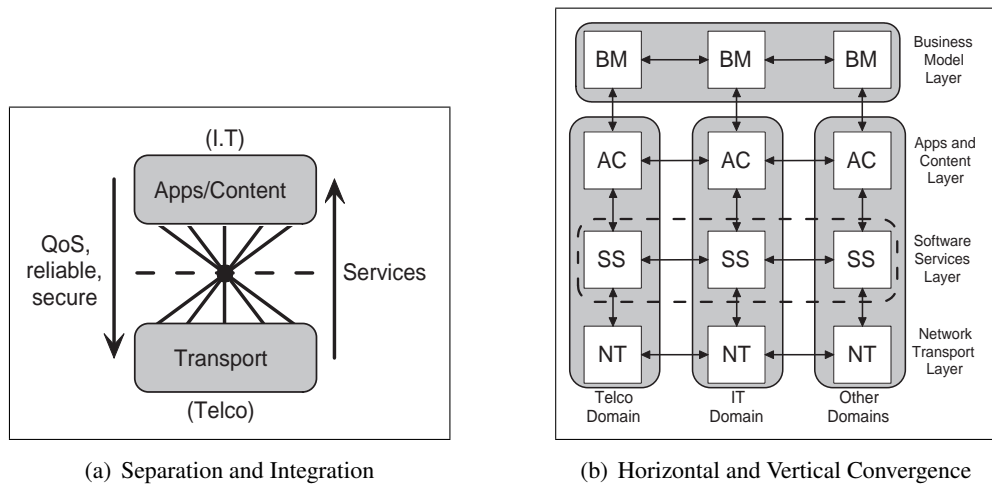 (I.T)
Apps/Content
QoS,
reliable,
secure
Services
Transport
(Telco)
(a) Separation and Integration
BM BM BM
Business
Model
Layer
AC AC AC
Apps and
Content
Layer
SS SS SS
Software
Services
Layer
NT NT NT
Network
Transport
Layer
Telco
Domain
IT
Domain
Other
Domains
(b) Horizontal and Vertical Convergence